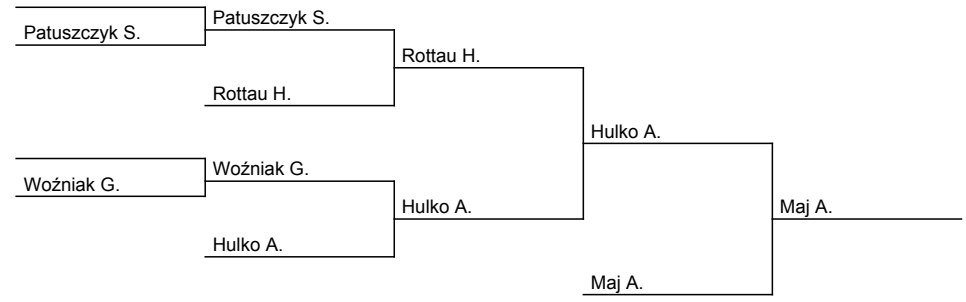 Patuszczyk S.
Patuszczyk S.
Rottau H.
Rottau H.
Hulko A.
Woźniak G.
Woźniak G.
Hulko A.
Maj A.
Hulko A.
Maj A.